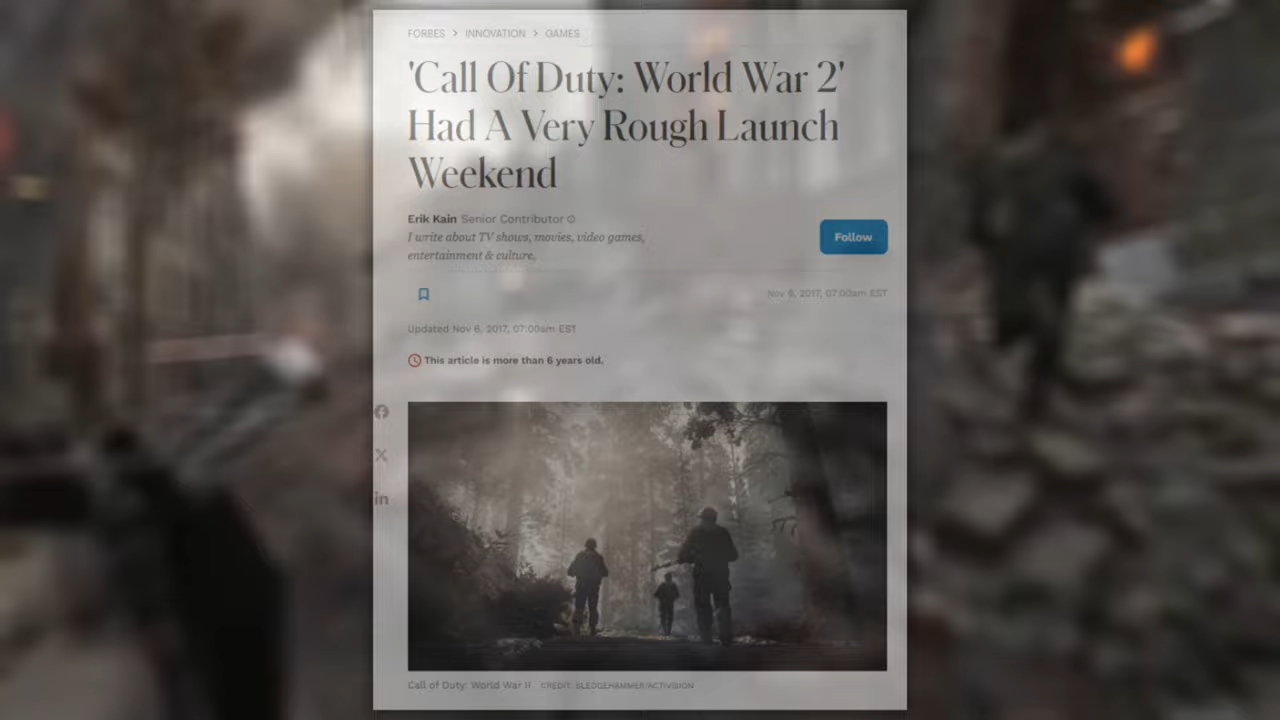 FORBES > INNOVATION > GAMES
'Call Of Duty: World War 2'
Had A Very Rough Launch
Weekend
Erik Kain Senior Contributor
I write about TV shows, movies, video games,
entertainment & culture.
Follow
Nov 6, 2017, 07:00am EST
Updated Nov 6, 2017, 07:00am EST
This article is more than 6 years old.
Call of Duty: World War II CREDIT: SLEDGEHAMMER/ACTIVISION